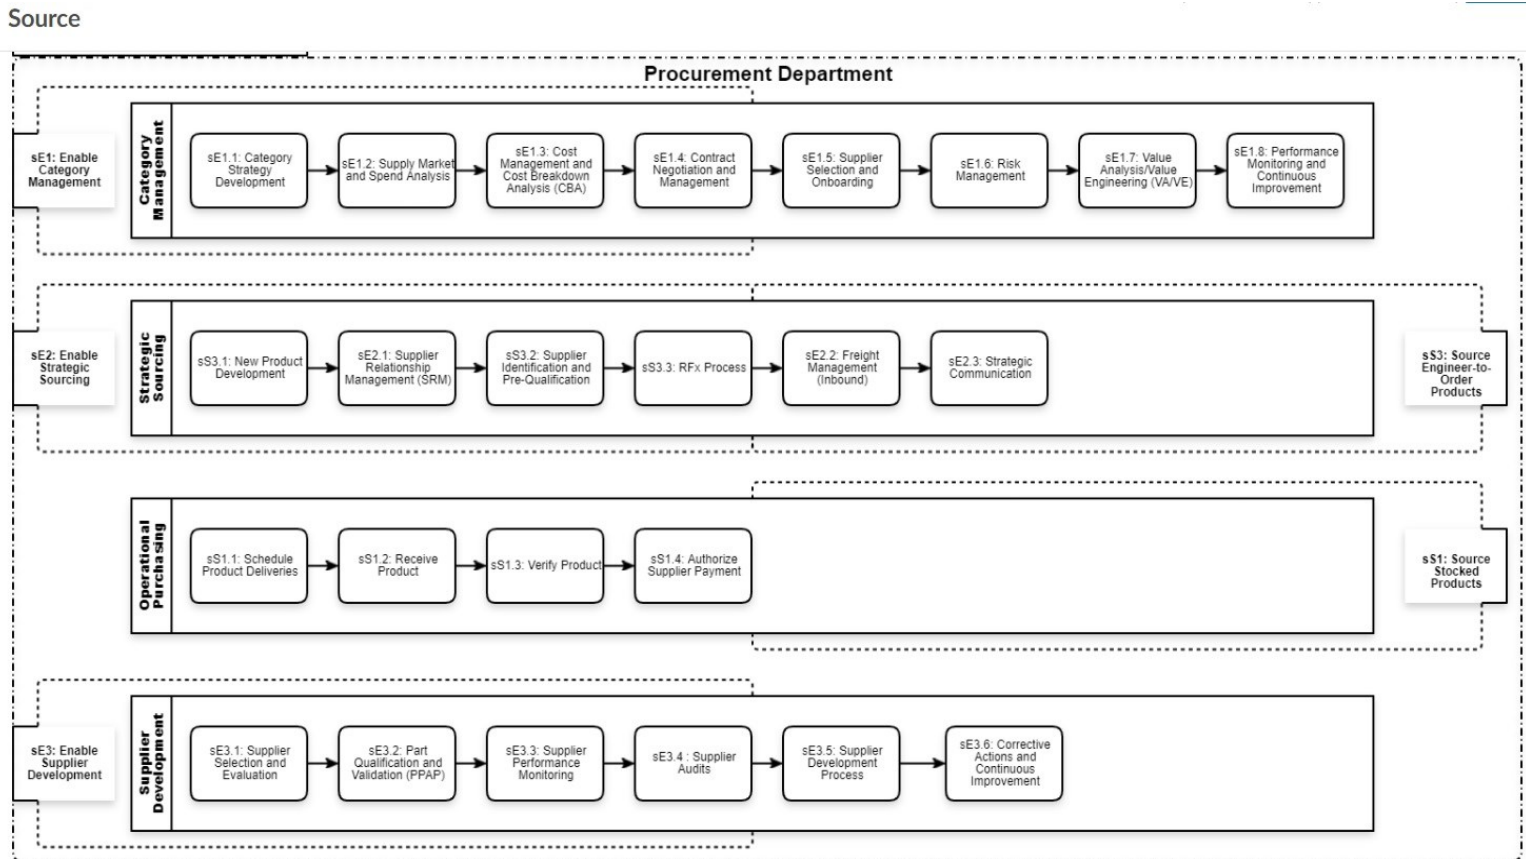 Source
Procurement Department
sE1: Enable
Category
Management
Category
Management
sE1.1: Category
Strategy
Development
sE1.2: Supply Market
and Spend Analysis
sE1.3: Cost
Management and
Cost Breakdown
Analysis (CBA)
sE1.4: Contract
Negotiation and
Management
sE1.5: Supplier
Selection and
Onboarding
sE1.6: Risk
Management
sE1.7: Value
Analysis/Value
Engineering (VA/VE)
sE1.8: Performance
Monitoring and
Continuous
Improvement
sE2: Enable
Strategic
Sourcing
Strategic
Sourcing
sS3.1: New Product
Development
sE2.1: Supplier
Relationship
Management (SRM)
sS3.2: Supplier
Identification and
Pre-Qualification
sS3.3: RFx Process
sE2.2: Freight
Management
(Inbound)
sE2.3: Strategic
Communication
sS3: Source
Engineer-to-
Order
Products
Operational
Purchasing
sS1.1: Schedule
Product Deliveries
sS1.2: Receive
Product
sS1.3: Verify Product
sS1.4: Authorize
Supplier Payment
sS1: Source
Stocked
Products
sE3: Enable
Supplier
Development
Supplier
Development
sE3.1: Supplier
Selection and
Evaluation
sE3.2: Part
Qualification and
Validation (PPAP)
sE3.3: Supplier
Performance
Monitoring
sE3.4 : Supplier
Audits
sE3.5: Supplier
Development
Process
sE3.6: Corrective
Actions and
Continuous
Improvement